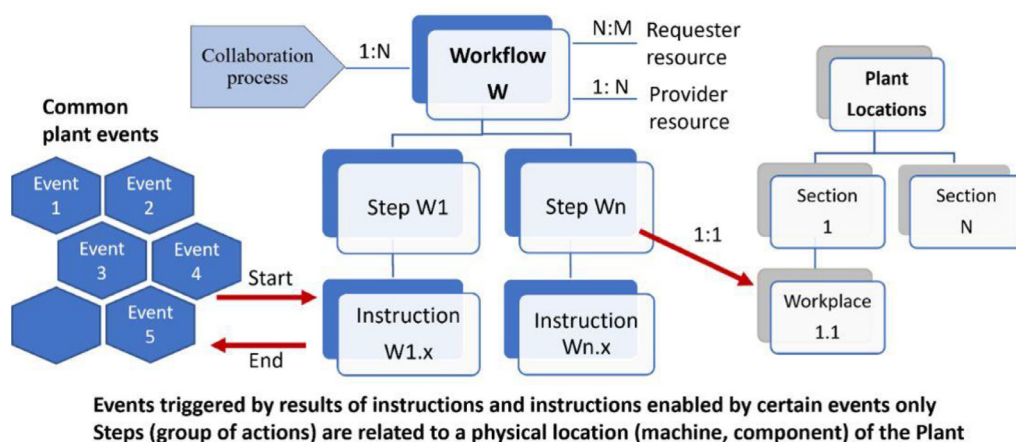 Collaboration
process
1:N
Workflow
W
N:M
Requester
resource
1: N
Provider
resource
Plant
Locations
Common
plant events
Event
1
Event
2
Event
3
Event
4
Event
5
Start
End
Step W1
Step Wn
1:1
Instruction
W1.x
Instruction
Wn.x
Section
1
Section
N
Workplace
1.1
Events triggered by results of instructions and instructions enabled by certain events only
Steps (group of actions) are related to a physical location (machine, component) of the Plant